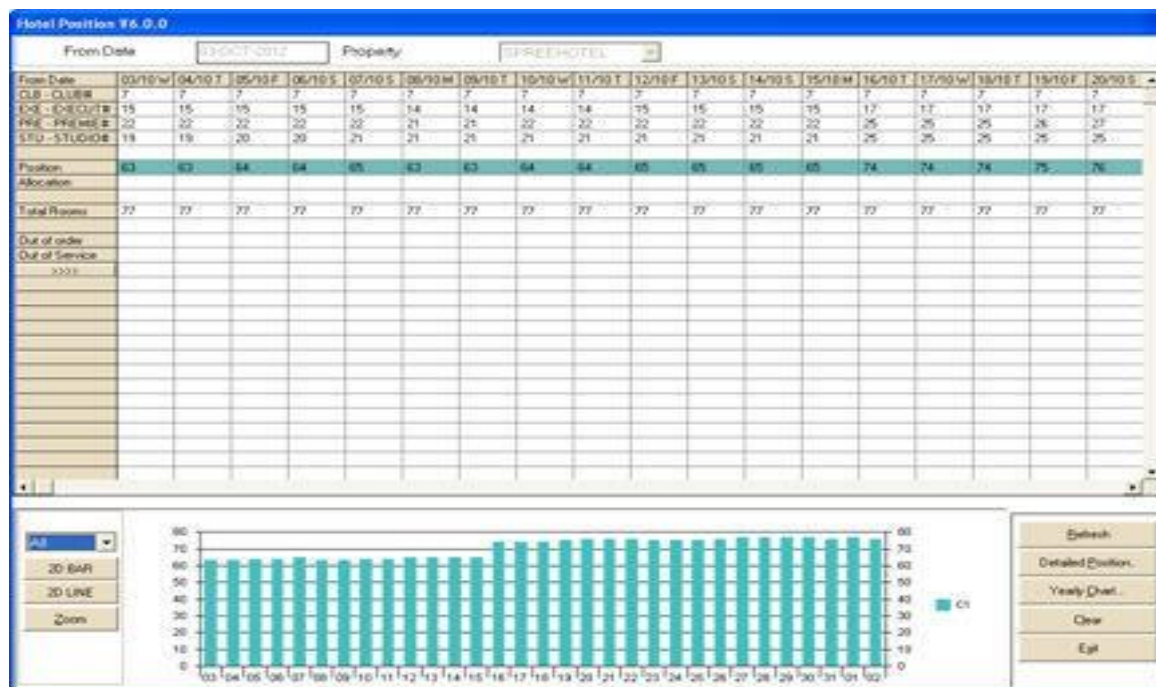 Hotel Position V6.0.0
From Date 03-OCT-2012 Property SPREEHOTEL
From Date 03/10 W 04/10 T 05/10 F 06/10 S 07/10 S 08/10 M 09/10 T 10/10 W 11/10 T 12/10 F 13/10 S 14/10 S 15/10 M 16/10 T 17/10 W 18/10 T 19/10 F 20/10 S
CLB - CLUB# 7 7 7 7 7 7 7 7 7 7 7 7 7 7 7 7 7 7
EXE - EXECUT# 15 15 15 15 15 14 14 14 14 15 15 15 15 17 17 17 17 17
PRE - PREMIE# 22 22 22 22 22 21 21 22 22 22 22 22 22 25 25 25 26 27
STU - STUDIO# 19 19 20 20 21 21 21 21 21 21 21 21 21 25 25 25 25 25
Position 63 63 64 64 65 63 63 64 64 65 65 65 65 74 74 74 75 76
Allocation
Total Rooms 77 77 77 77 77 77 77 77 77 77 77 77 77 77 77 77 77 77
Out of order
Out of Service
>>>>
All
2D BAR
2D LINE
Zoom
80 80
70 70
60 60
50 50
40 40
30 30
20 20
10 10
0 0
03 04 05 06 07 08 09 10 11 12 13 14 15 16 17 18 19 20 21 22 23 24 25 26 27 28 29 30 31 01 02
C1
Refresh
Detailed Position..
Yearly Chart..
Clear
Exit